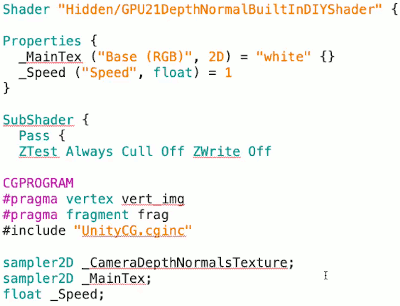 Shader "Hidden/GPU21DepthNormalBuiltInDIYShader" {
Properties {
_MainTex ("Base (RGB)", 2D) = "white" {}
_Speed ("Speed", float) = 1
}
SubShader {
Pass {
ZTest Always Cull Off ZWrite Off
CGPROGRAM
#pragma vertex vert_img
#pragma fragment frag
#include "UnityCG.cginc"
sampler2D _CameraDepthNormalsTexture;
sampler2D _MainTex;
float _Speed;